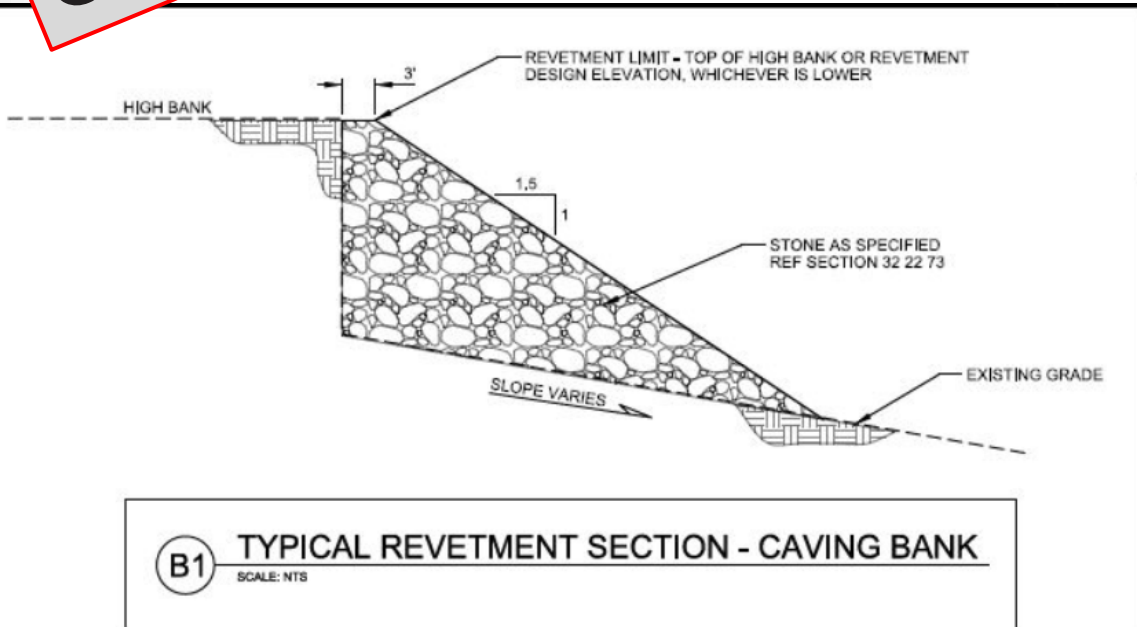 REVETMENT LIMIT - TOP OF HIGH BANK OR REVETMENT
DESIGN ELEVATION, WHICHEVER IS LOWER
3'
HIGH BANK
1.5
1
STONE AS SPECIFIED
REF SECTION 32 22 73
EXISTING GRADE
SLOPE VARIES
B1
TYPICAL REVETMENT SECTION - CAVING BANK
SCALE: NTS